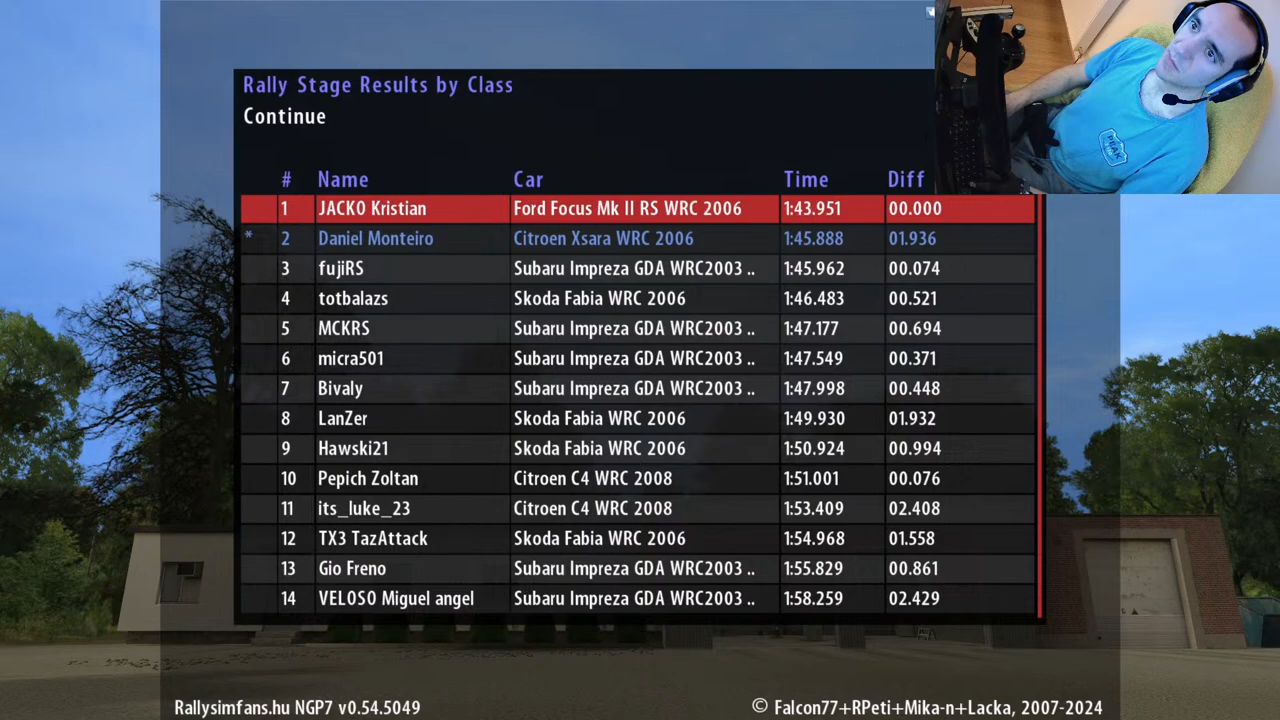 Rally Stage Results by Class
Continue
# Name Car Time Diff
1 JACKO Kristian Ford Focus Mk II RS WRC 2006 1:43.951 00.000
* 2 Daniel Monteiro Citroen Xsara WRC 2006 1:45.888 01.936
3 fujiRS Subaru Impreza GDA WRC2003 .. 1:45.962 00.074
4 totbalazs Skoda Fabia WRC 2006 1:46.483 00.521
5 MCKRS Subaru Impreza GDA WRC2003 .. 1:47.177 00.694
6 micra501 Subaru Impreza GDA WRC2003 .. 1:47.549 00.371
7 Bivaly Subaru Impreza GDA WRC2003 .. 1:47.998 00.448
8 LanZer Skoda Fabia WRC 2006 1:49.930 01.932
9 Hawski21 Skoda Fabia WRC 2006 1:50.924 00.994
10 Pepich Zoltan Citroen C4 WRC 2008 1:51.001 00.076
11 its_luke_23 Citroen C4 WRC 2008 1:53.409 02.408
12 TX3 TazAttack Skoda Fabia WRC 2006 1:54.968 01.558
13 Gio Freno Subaru Impreza GDA WRC2003 .. 1:55.829 00.861
14 VELOSO Miguel angel Subaru Impreza GDA WRC2003 .. 1:58.259 02.429
Rallysimfans.hu NGP7 v0.54.5049
© Falcon77+RPeti+Mika-n+Lacka, 2007-2024